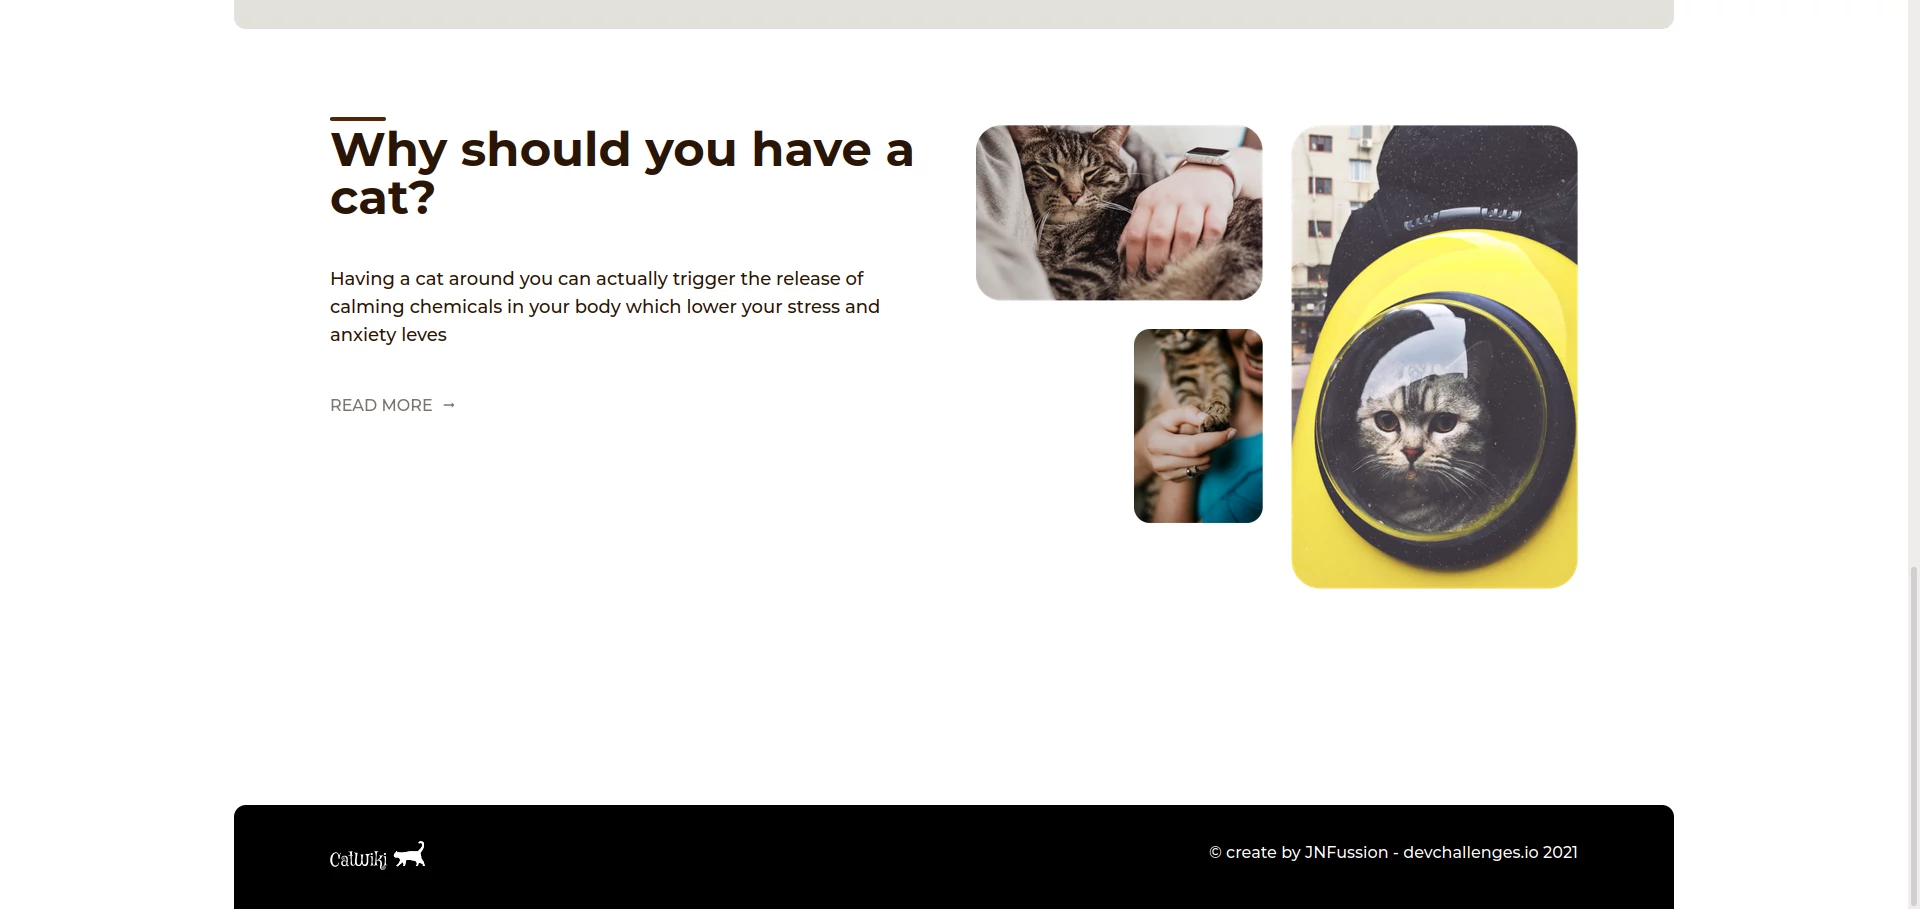 Why should you have a
cat?
Having a cat around you can actually trigger the release of
calming chemicals in your body which lower your stress and
anxiety leves
READ MORE →
CatWiki
© create by JNFussion - devchallenges.io 2021